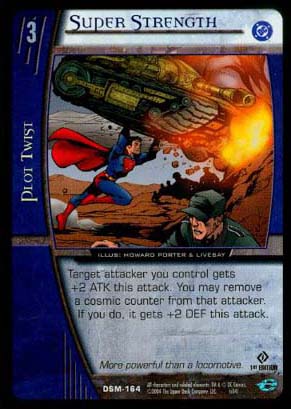 3
Super Strength
DC
Plot Twist
Illus: Howard Porter & Livesay
Target attacker you control gets
+2 ATK this attack. You may remove
a cosmic counter from that attacker.
If you do, it gets +2 DEF this attack.
More powerful than a locomotive.
1st Edition
DSM-164